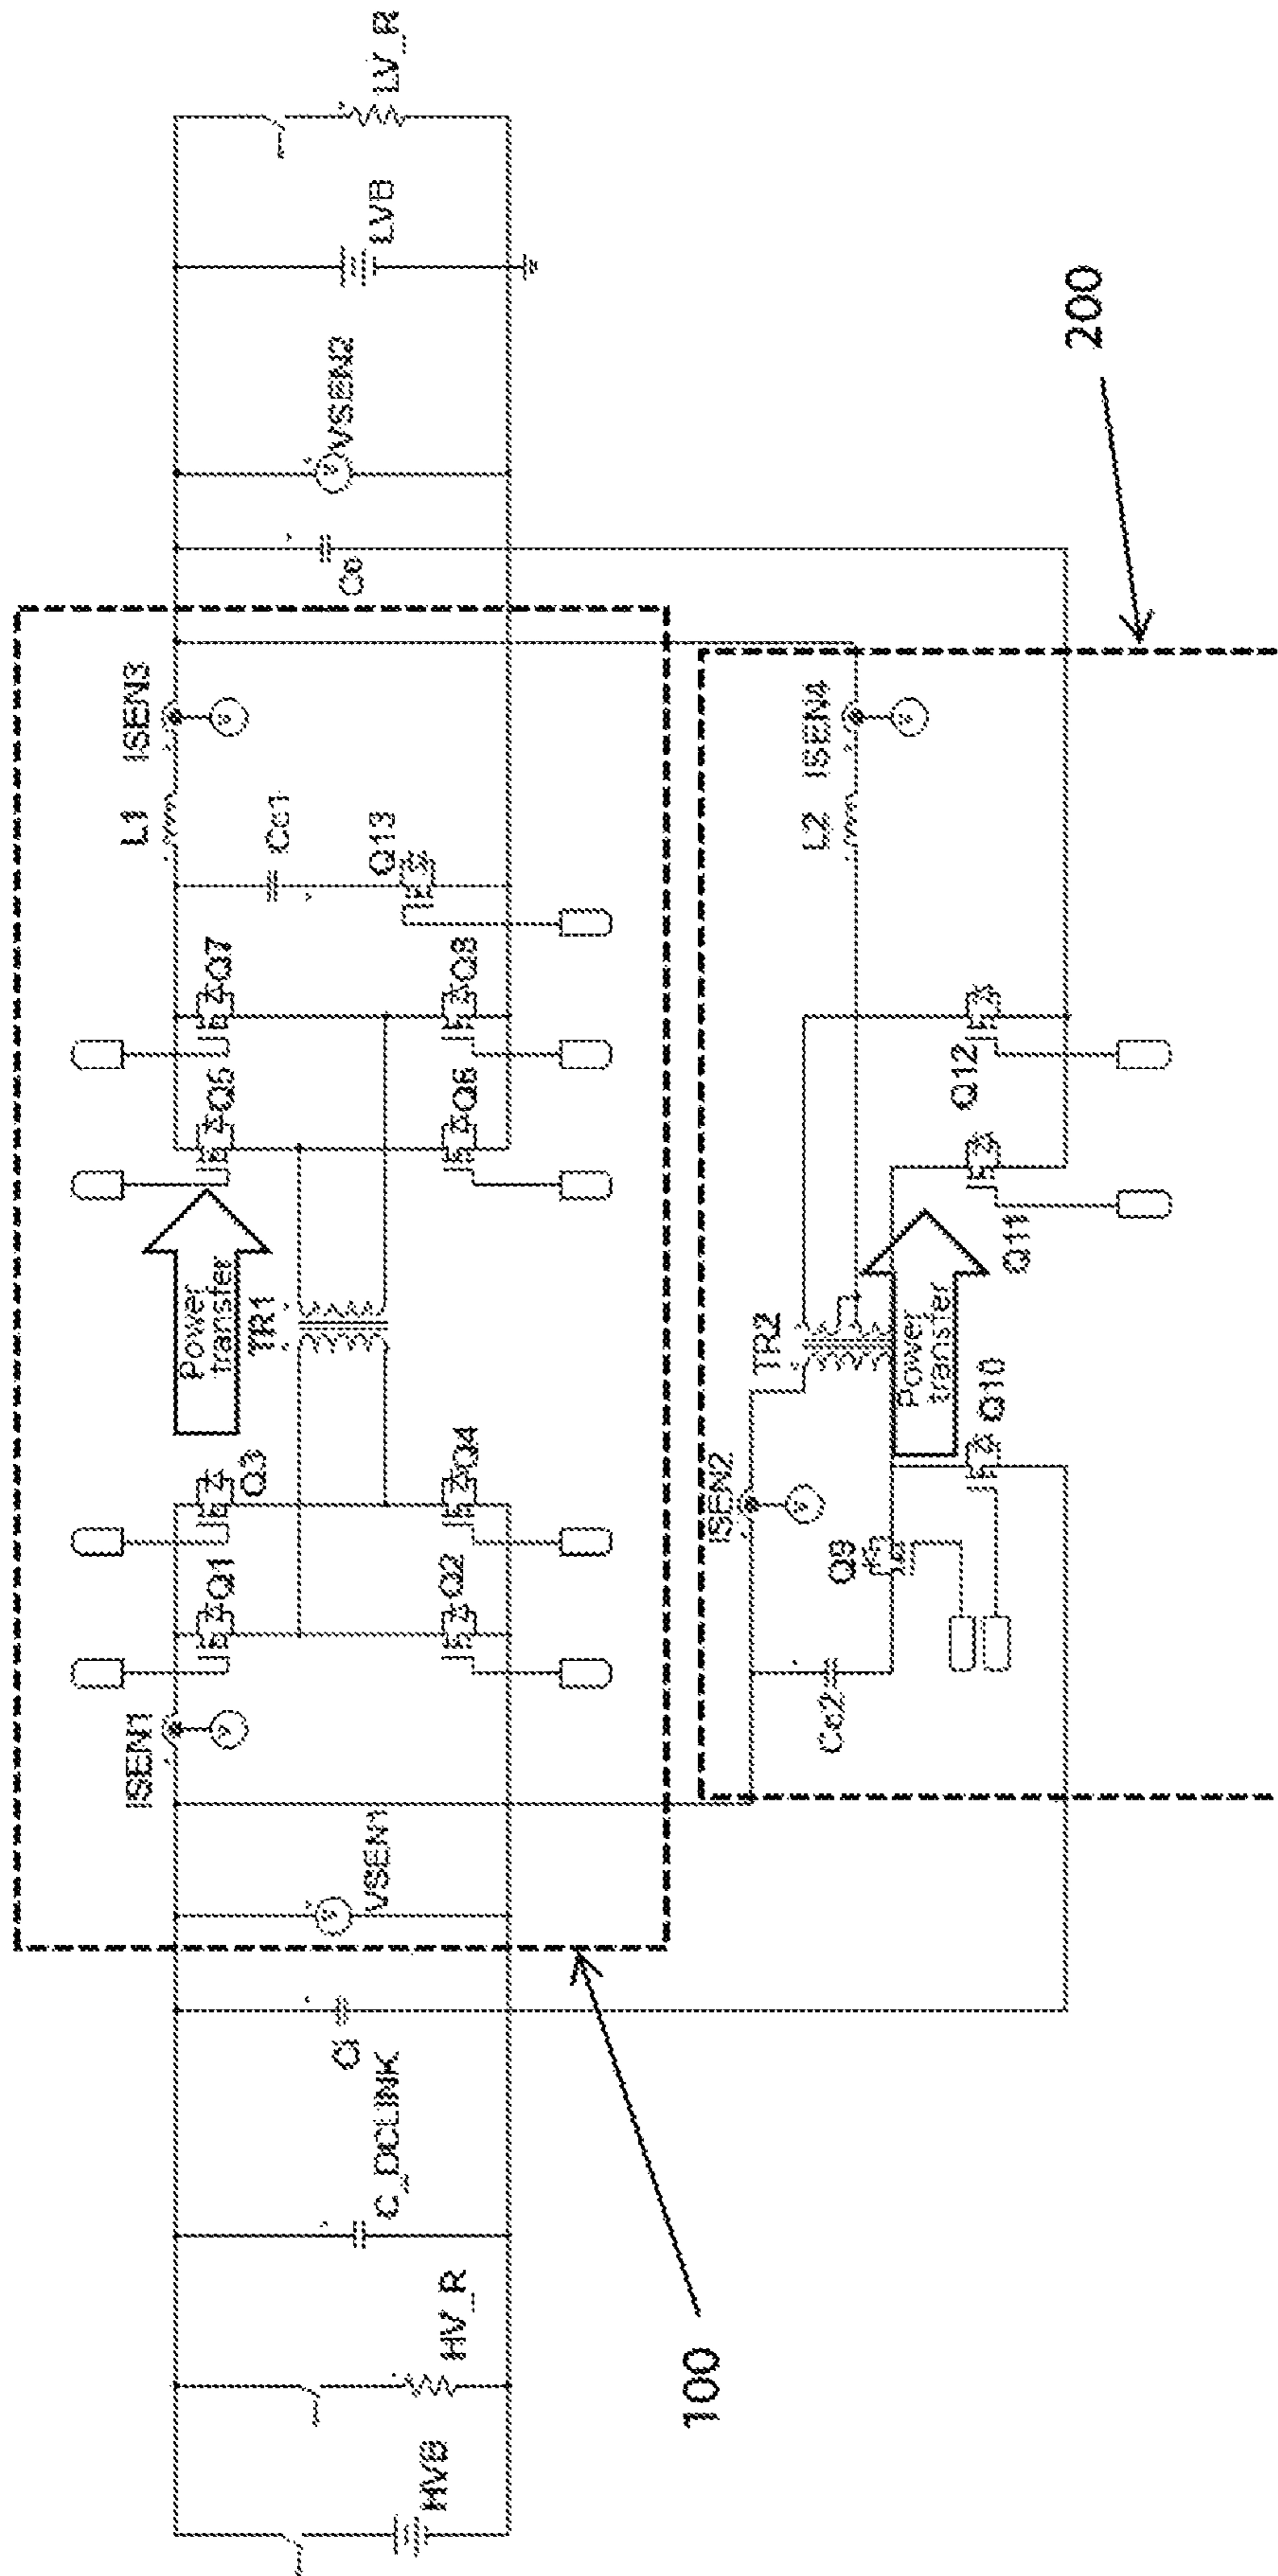 HVB
HV_R
C_DCLINK
Ci
VSEN1
ISEN1
Q1
Q2
Q3
Q4
Power
transfer
TR1
Q5
Q6
Q7
Q8
Cc1
Q13
L1
ISEN3
Co
VSEN2
LVB
LV_R
100
Cc2
Q9
ISEN2
Q10
Power
transfer
TR2
Q11
Q12
L2
ISEN4
200